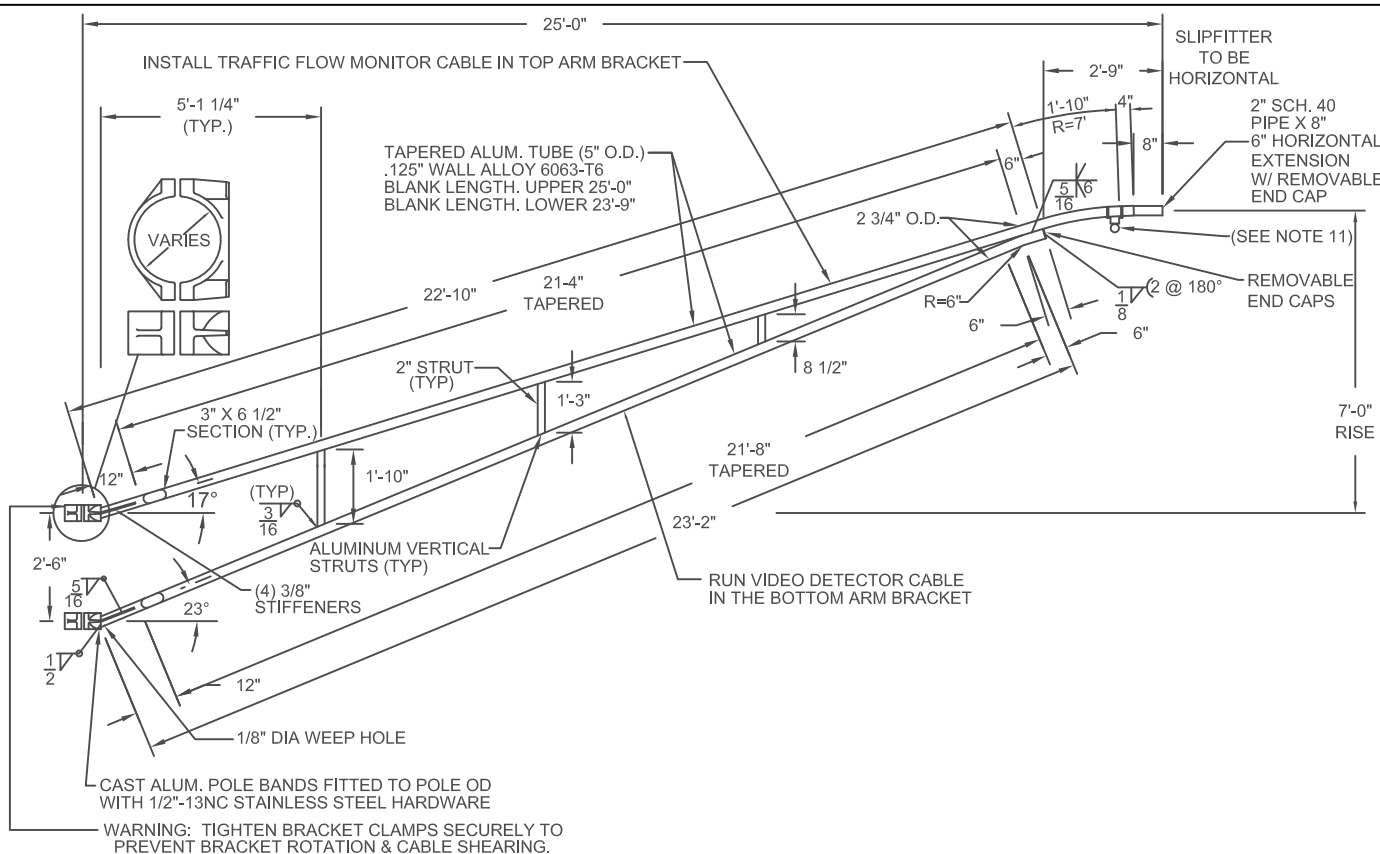 25'-0"
SLIPFITTER
TO BE
HORIZONTAL
INSTALL TRAFFIC FLOW MONITOR CABLE IN TOP ARM BRACKET
2'-9"
5'-1 1/4"
(TYP.)
1'-10"
R=7'
4"
2" SCH. 40
PIPE X 8"
6" HORIZONTAL
EXTENSION
W/ REMOVABLE
END CAP
8"
TAPERED ALUM. TUBE (5" O.D.)
.125" WALL ALLOY 6063-T6
BLANK LENGTH. UPPER 25'-0"
BLANK LENGTH. LOWER 23'-9"
6"
5
16
6
2 3/4" O.D.
VARIES
(SEE NOTE 11)
22'-10"
21'-4"
TAPERED
R=6"
1
8
(2 @ 180°
REMOVABLE
END CAPS
6"
6"
2" STRUT
(TYP)
8 1/2"
1'-3"
7'-0"
RISE
3" X 6 1/2"
SECTION (TYP.)
21'-8"
TAPERED
12"
17°
1'-10"
(TYP)
3
16
23'-2"
2'-6"
ALUMINUM VERTICAL
STRUTS (TYP)
5
16
(4) 3/8"
STIFFENERS
23°
RUN VIDEO DETECTOR CABLE
IN THE BOTTOM ARM BRACKET
1
2
12"
1/8" DIA WEEP HOLE
CAST ALUM. POLE BANDS FITTED TO POLE OD
WITH 1/2"-13NC STAINLESS STEEL HARDWARE
WARNING: TIGHTEN BRACKET CLAMPS SECURELY TO
PREVENT BRACKET ROTATION & CABLE SHEARING.